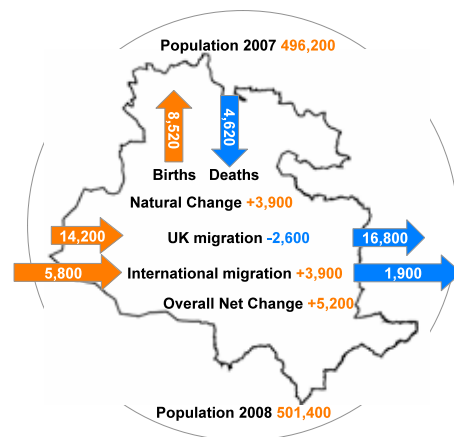 Population 2007 496,200
8,520
4,620
Births Deaths
Natural Change +3,900
14,200 UK migration -2,600 16,800
5,800 International migration +3,900 1,900
Overall Net Change +5,200
Population 2008 501,400